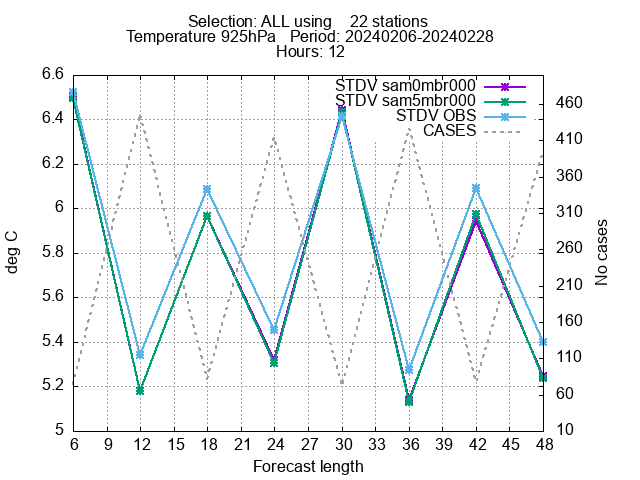 Selection: ALL using    22 stations
Temperature 925hPa   Period: 20240206-20240228
Hours: 12
STDV sam0mbr000
STDV sam5mbr000
STDV OBS
CASES
6.6
6.4
6.2
6
5.8
5.6
5.4
5.2
5
deg C
460
410
360
310
260
210
160
110
60
10
No cases
6 9 12 15 18 21 24 27 30 33 36 39 42 45 48
Forecast length